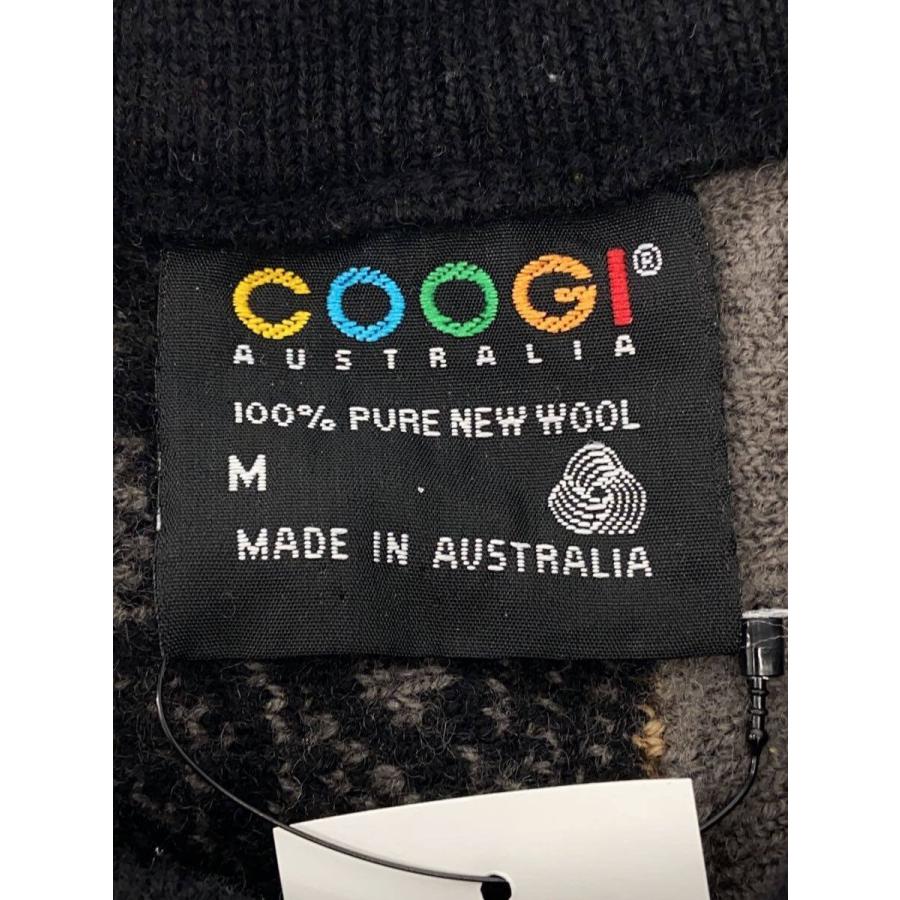 COOGI®
AUSTRALIA
100% PURE NEW WOOL
M
MADE IN AUSTRALIA